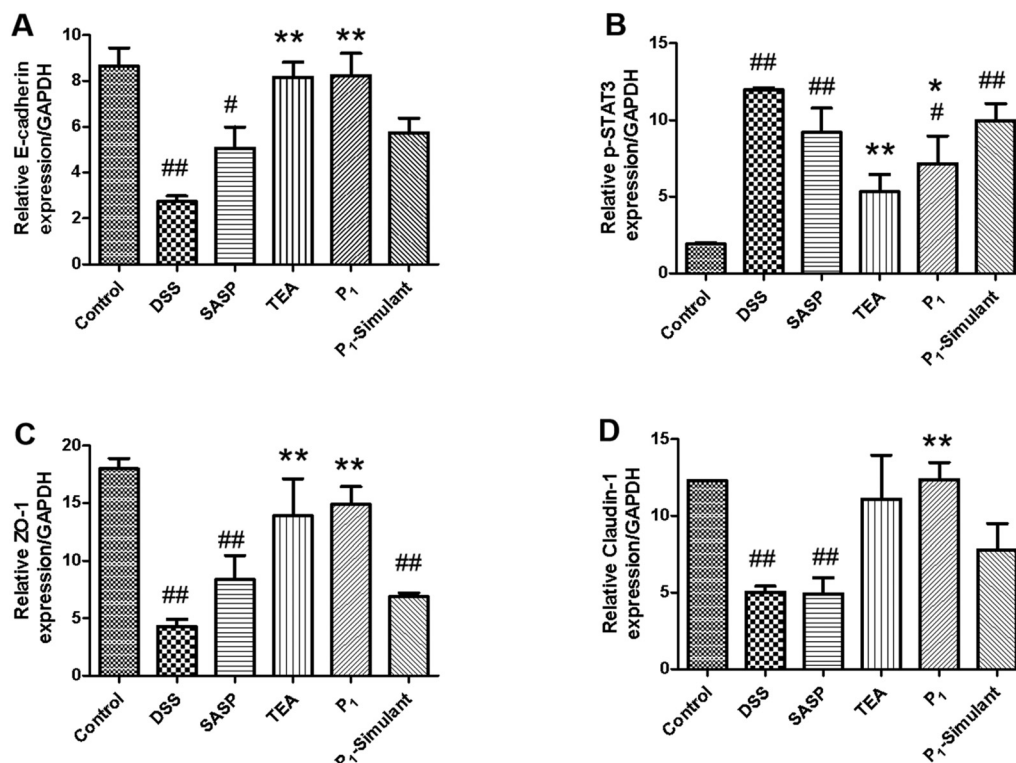 A
Relative E-cadherin
expression/GAPDH
10
8
6
4
2
0
##
#
**
**
Control
DSS
SASP
TEA
P₁
P₁-Simulant
B
Relative p-STAT3
expression/GAPDH
15
10
5
0
##
##
**
*
#
##
Control
DSS
SASP
TEA
P₁
P₁-Simulant
C
Relative ZO-1
expression/GAPDH
20
15
10
5
0
##
##
**
**
##
Control
DSS
SASP
TEA
P₁
P₁-Simulant
D
Relative Claudin-1
expression/GAPDH
15
10
5
0
##
##
**
Control
DSS
SASP
TEA
P₁
P₁-Simulant